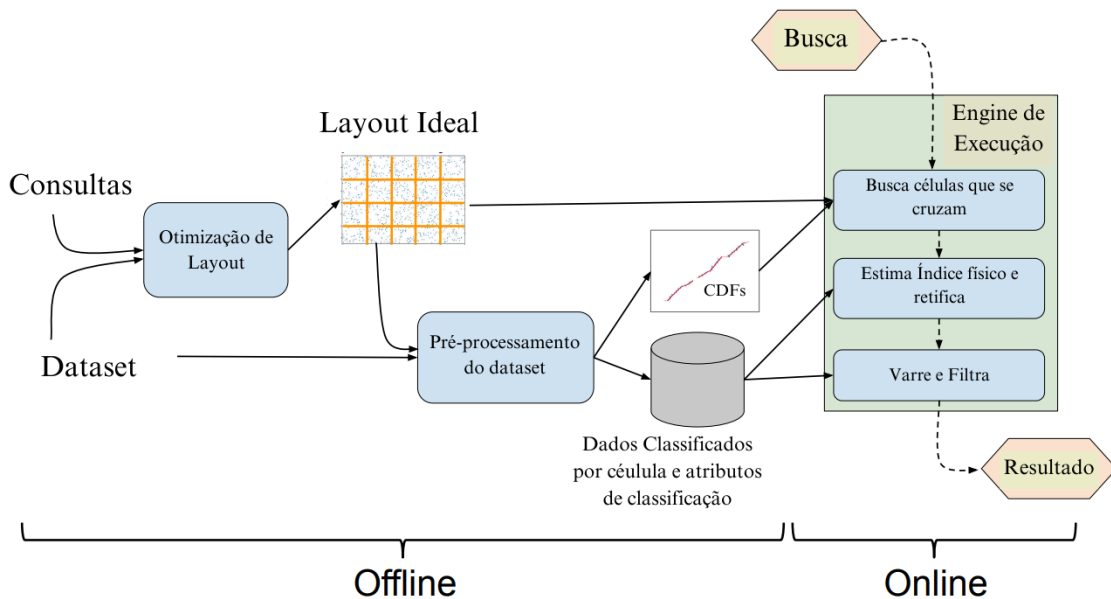 Busca
Engine de
Execução
Layout Ideal
Consultas
Busca células que se
cruzam
Otimização de
Layout
Estima Índice físico e
retifica
CDFs
Pré-processamento
do dataset
Dataset
Varre e Filtra
Dados Classificados
por céulula e atributos
de classificação
Resultado
Offline
Online